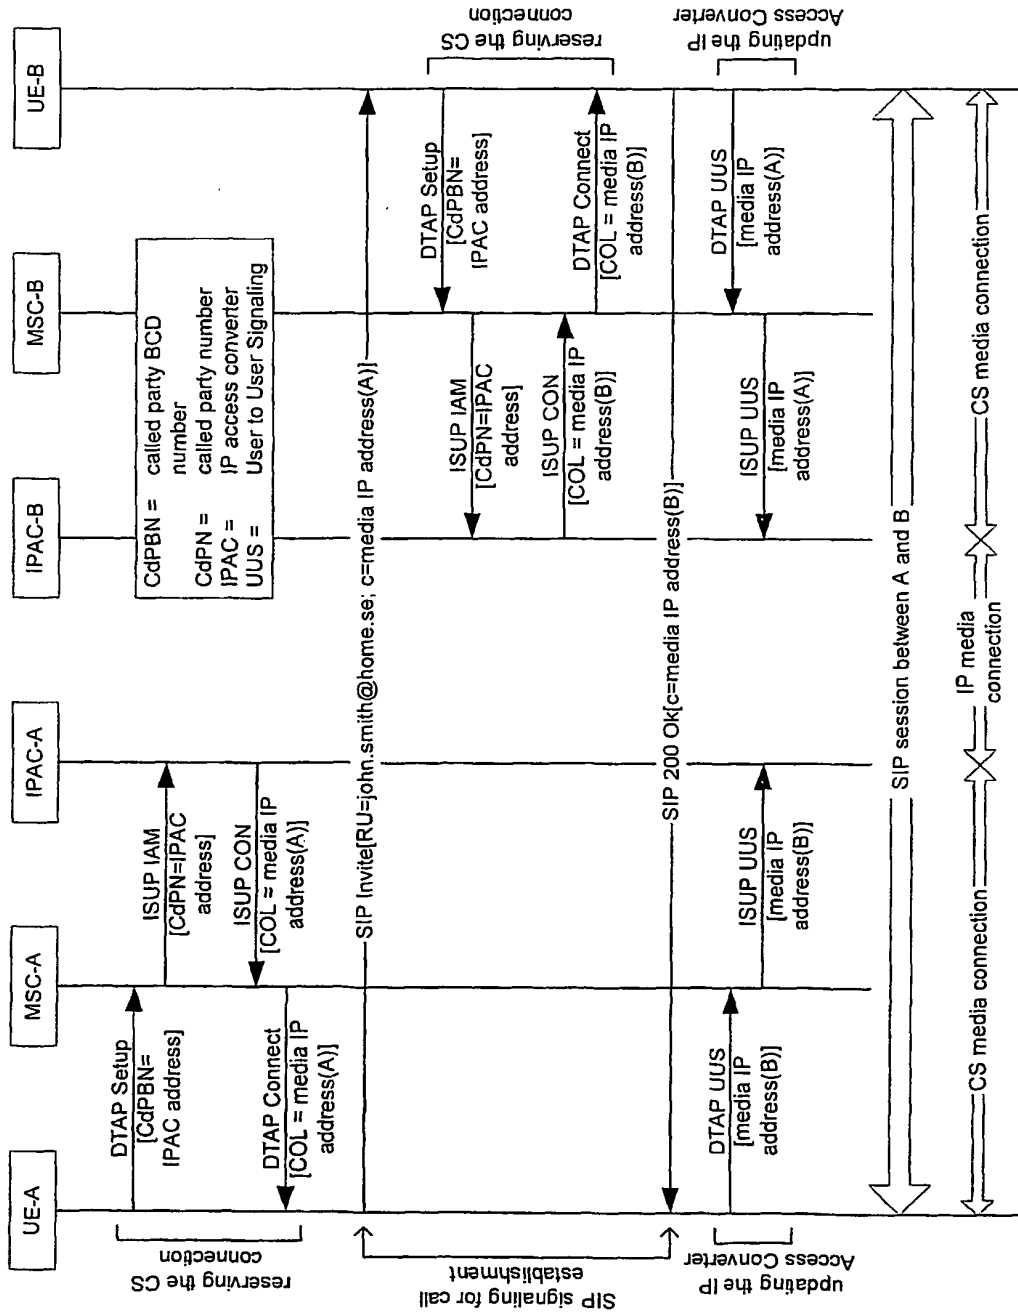 UE-A
MSC-A
IPAC-A
IPAC-B
MSC-B
UE-B
CdPBN = called party BCD
number
CdPN = called party number
IPAC = IP access converter
UUS = User to User Signaling
reserving the CS
connection
DTAP Setup
[CdPBN=
IPAC address]
ISUP IAM
[CdPN=IPAC
address]
ISUP CON
[COL = media IP
address(A)]
DTAP Connect
[COL = media IP
address(A)]
SIP signaling for call
establishment
SIP Invite[RU=john.smith@home.se; c=media IP address(A)]
reserving the CS
connection
DTAP Setup
[CdPBN=
IPAC address]
ISUP IAM
[CdPN=IPAC
address]
ISUP CON
[COL = media IP
address(B)]
DTAP Connect
[COL = media IP
address(B)]
SIP 200 Ok[c=media IP address(B)]
updating the IP
Access Converter
DTAP UUS
[media IP
address(B)]
ISUP UUS
[media IP
address(B)]
ISUP UUS
[media IP
address(A)]
DTAP UUS
[media IP
address(A)]
updating the IP
Access Converter
SIP session between A and B
CS media connection
IP media
connection
CS media connection